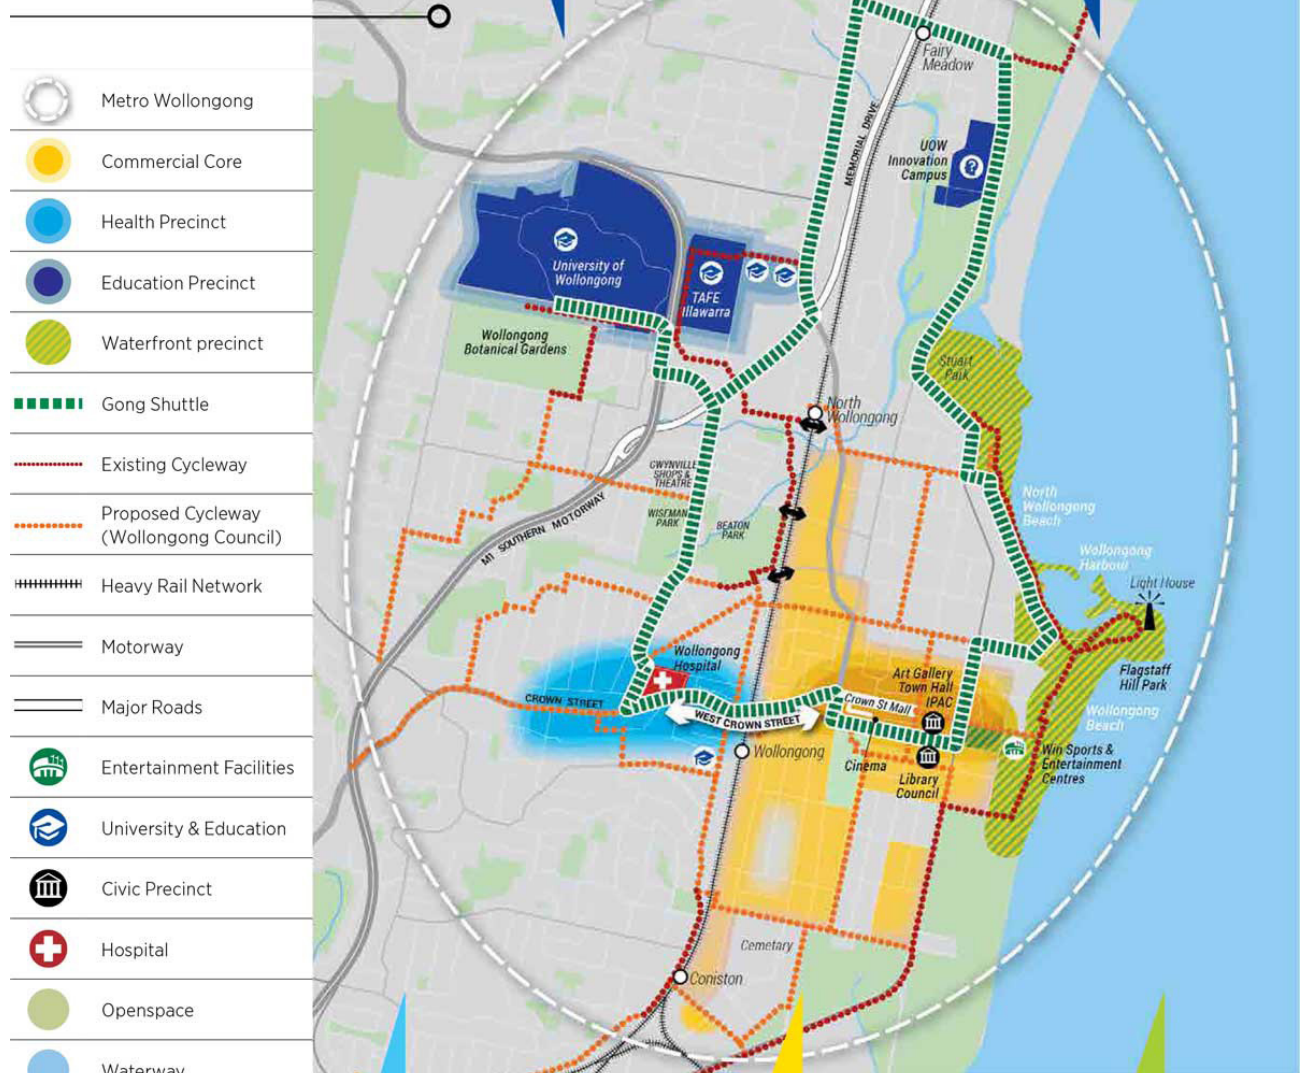 Metro Wollongong
Commercial Core
Health Precinct
Education Precinct
Waterfront precinct
Gong Shuttle
Existing Cycleway
Proposed Cycleway
(Wollongong Council)
Heavy Rail Network
Motorway
Major Roads
Entertainment Facilities
University & Education
Civic Precinct
Hospital
Openspace
Waterway
Fairy
Meadow
MEMORIAL DRIVE
UOW
Innovation
Campus
University of
Wollongong
TAFE
Illawarra
Wollongong
Botanical Gardens
Stuart
Park
North
Wollongong
GWYNVILLE
SHOPS &
THEATRE
WISEMAN
PARK
BEATON
PARK
M1 SOUTHERN MOTORWAY
North
Wollongong
Beach
Wollongong
Harbour
Light House
Wollongong
Hospital
CROWN STREET
WEST CROWN STREET
Crown St Mall
Art Gallery
Town Hall
IPAC
Flagstaff
Hill Park
Wollongong
Beach
Wollongong
Cinema
Library
Council
Win Sports &
Entertainment
Centres
Cemetary
Coniston